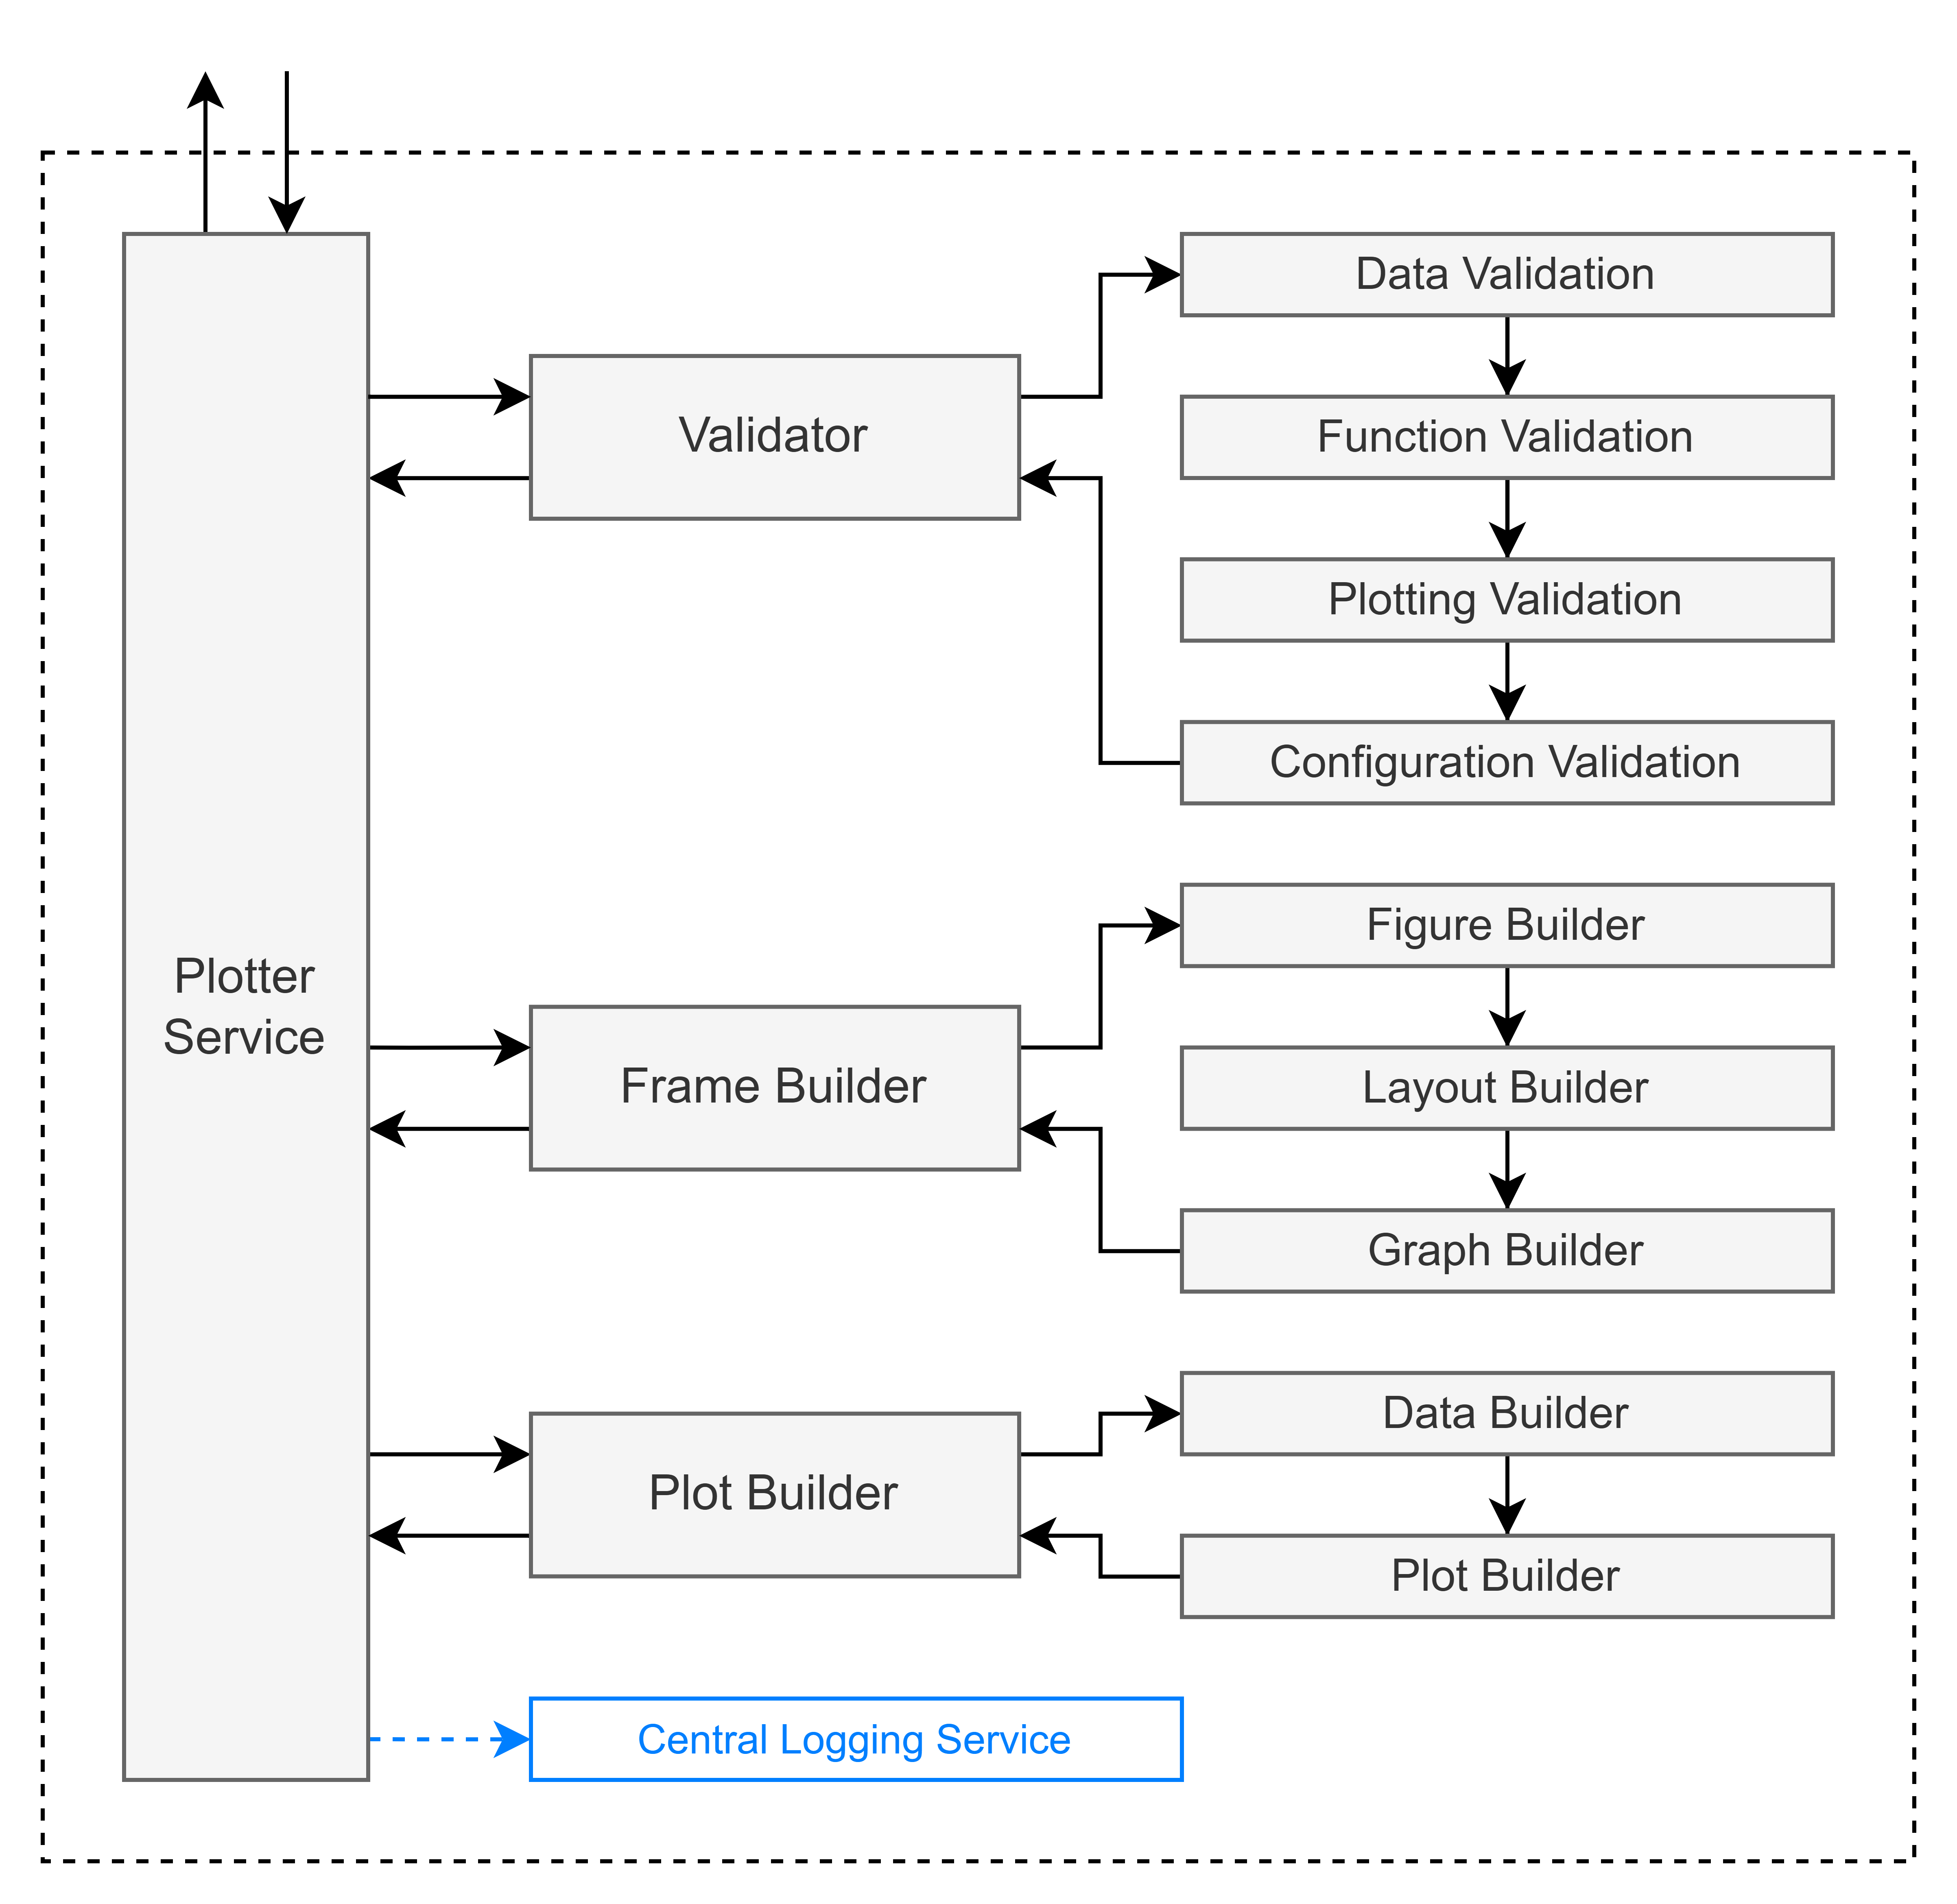 Plotter
Service
Validator
Data Validation
Function Validation
Plotting Validation
Configuration Validation
Frame Builder
Figure Builder
Layout Builder
Graph Builder
Plot Builder
Data Builder
Plot Builder
Central Logging Service